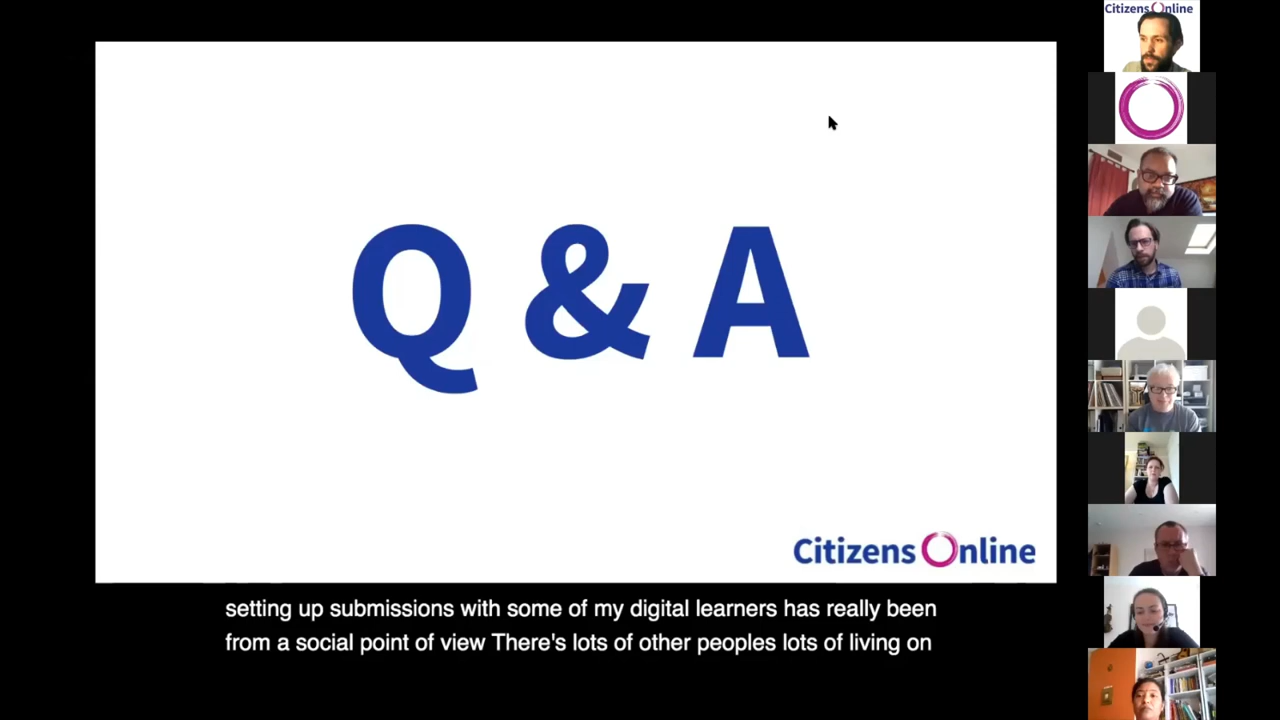 Citizens Online
Q & A
Citizens Online
setting up submissions with some of my digital learners has really been
from a social point of view There's lots of other peoples lots of living on